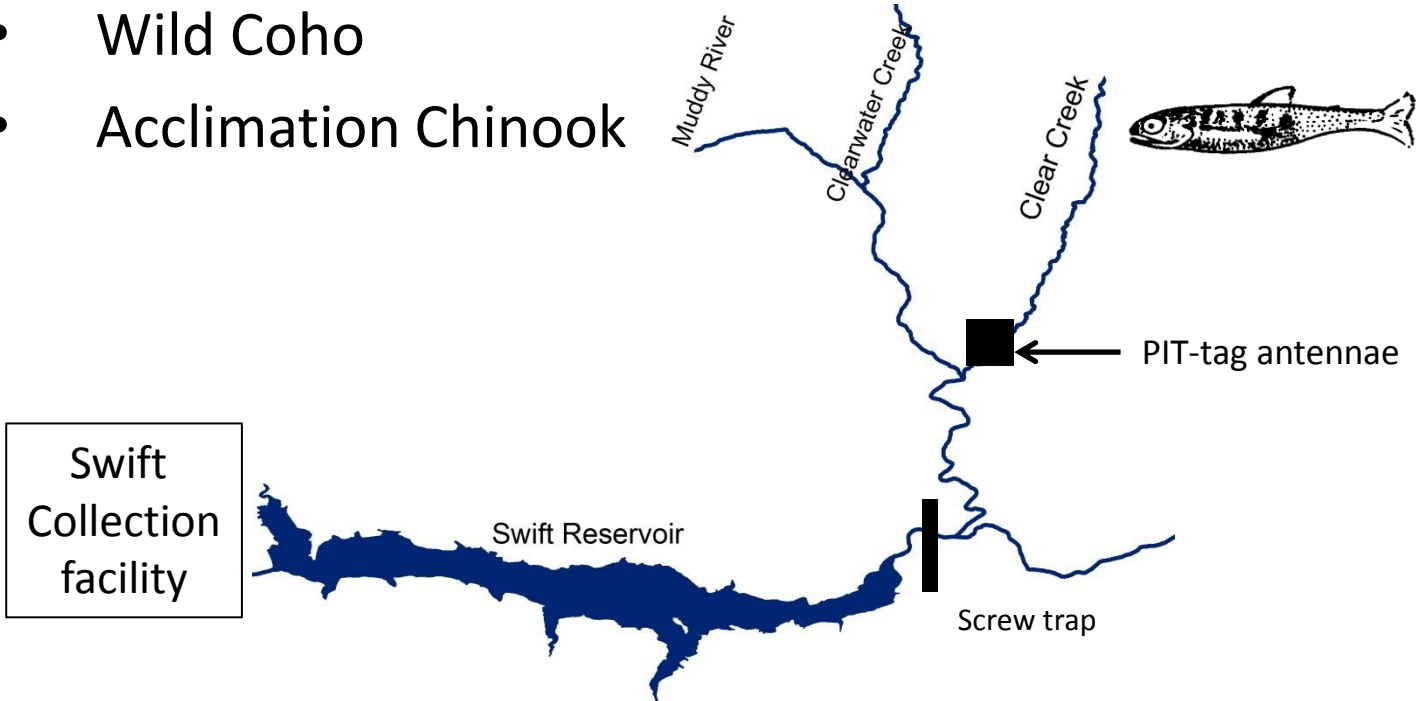 • Wild Coho
• Acclimation Chinook
Muddy River
Clearwater Creek
Clear Creek
PIT-tag antennae
Swift
Collection
facility
Swift Reservoir
Screw trap